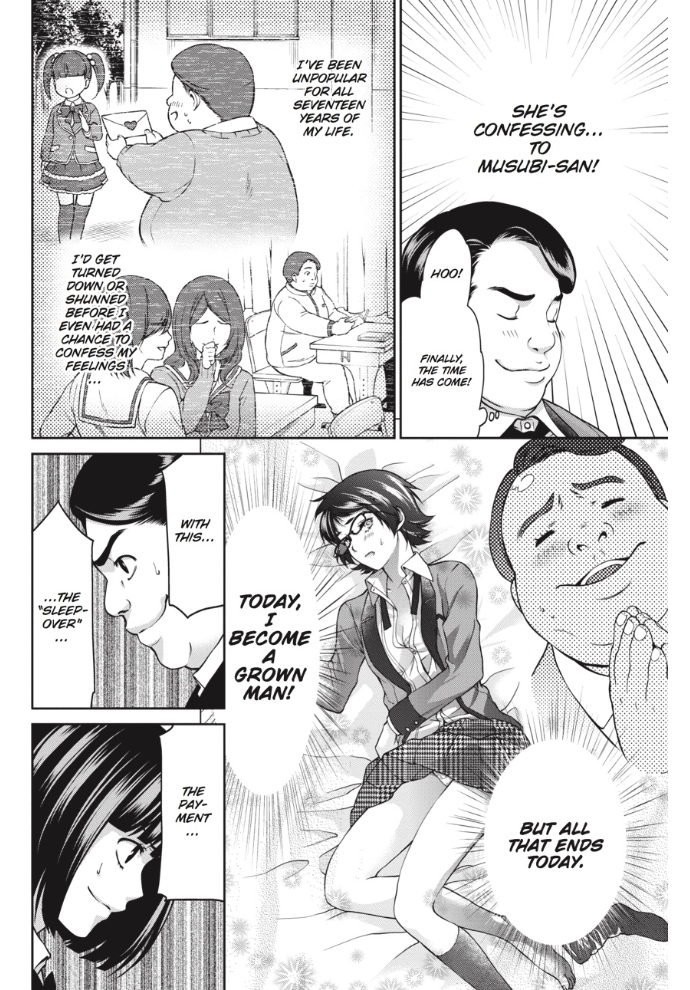 SHE'S
CONFESSING...
TO
MUSUBI-SAN!
HOO!
FINALLY,
THE TIME
HAS COME!
I'VE BEEN
UNPOPULAR
FOR ALL
SEVENTEEN
YEARS OF
MY LIFE.
I'D GET
TURNED
DOWN OR
SHUNNED
BEFORE I
EVEN HAD A
CHANCE TO
CONFESS MY
FEELINGS
...
BUT ALL
THAT ENDS
TODAY.
TODAY,
I
BECOME
A
GROWN
MAN!
WITH
THIS...
...THE
"SLEEP-
OVER"
...
THE
PAY-
MENT
...